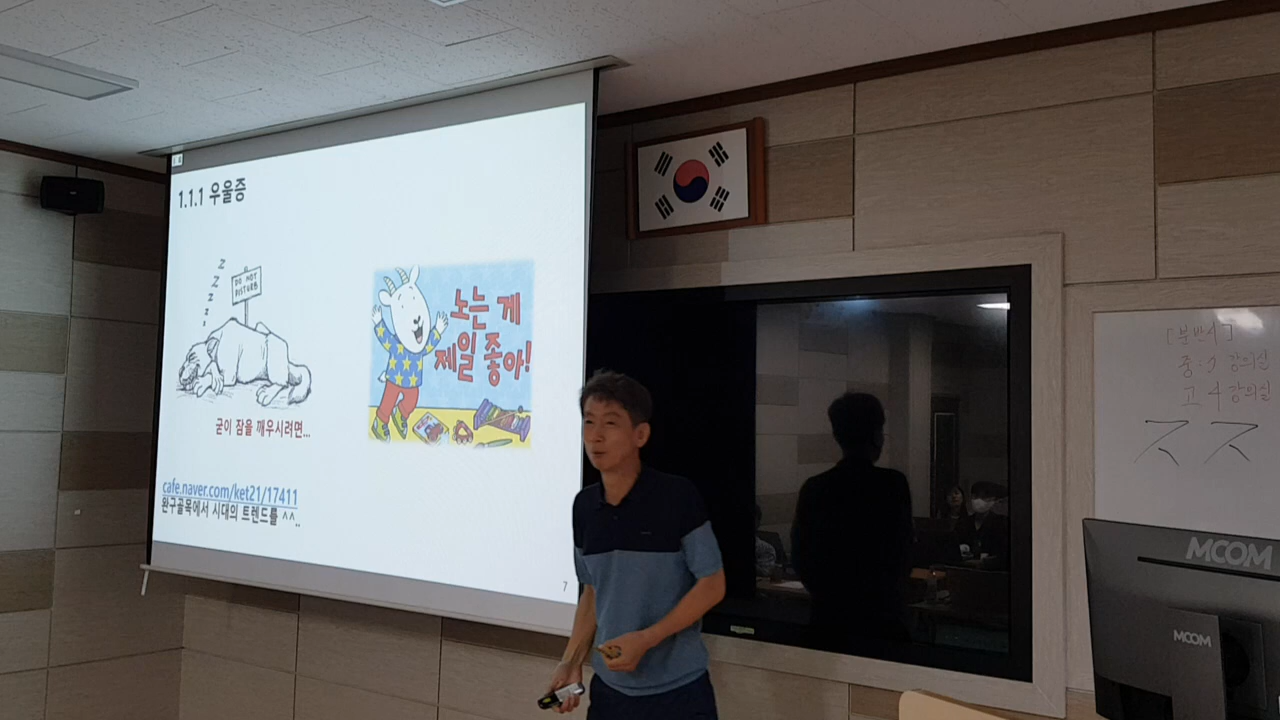 1.1.1 우울증
Z
Z
Z
Z
Z
DO NOT
DISTURB
굳이 잠을 깨우시려면...
노는 게
제일 좋아!
cafe.naver.com/ket21/17411
완구골목에서 시대의 트렌드를 ^^..
7
[분반시]
중·9 강의실
고 4 강의실
ㅈ ㅈ
MCOM
MCOM